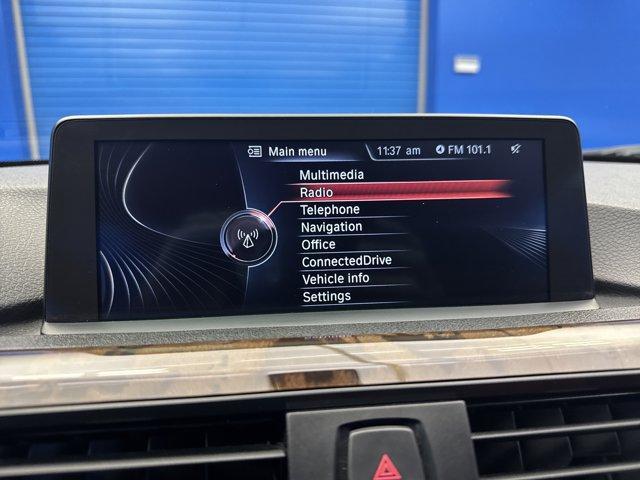 Main menu 11:37 am FM 101.1
Multimedia
Radio
Telephone
Navigation
Office
ConnectedDrive
Vehicle info
Settings